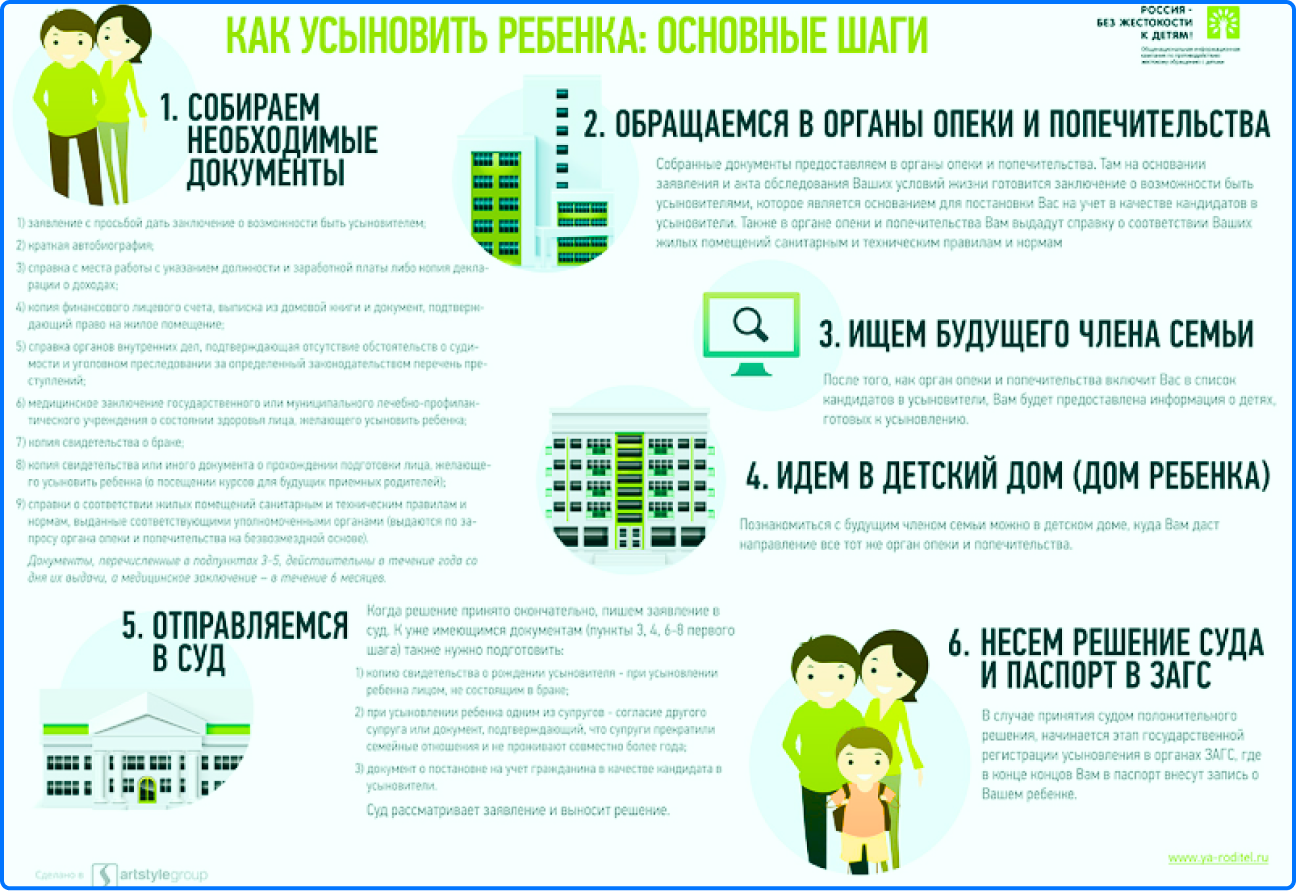 КАК УСЫНОВИТЬ РЕБЕНКА: ОСНОВНЫЕ ШАГИ
РОССИЯ -
БЕЗ ЖЕСТОКОСТИ
К ДЕТЯМ!
Общенациональная информационная
кампания по противодействию
жестокому обращению с детьми
1. СОБИРАЕМ
НЕОБХОДИМЫЕ
ДОКУМЕНТЫ
1) заявление с просьбой дать заключение о возможности быть усыновителем;
2) краткая автобиография;
3) справка с места работы с указанием должности и заработной платы либо копия декла-
рации о доходах;
4) копия финансового лицевого счета, выписка из домовой книги и документ, подтверж-
дающий право на жилое помещение;
5) справка органов внутренних дел, подтверждающая отсутствие обстоятельств о суди-
мости и уголовном преследовании за определенный законодательством перечень пре-
ступлений;
6) медицинское заключение государственного или муниципального лечебно-профилак-
тического учреждения о состоянии здоровья лица, желающего усыновить ребенка;
7) копия свидетельства о браке;
8) копия свидетельства или иного документа о прохождении подготовки лица, желающе-
го усыновить ребенка (о посещении курсов для будущих приемных родителей);
9) справки о соответствии жилых помещений санитарным и техническим правилам и
нормам, выданные соответствующими уполномоченными органами (выдаются по за-
просу органа опеки и попечительства на безвозмездной основе).
Документы, перечисленные в подпунктах 3-5, действительны в течение года со
дня их выдачи, а медицинское заключение – в течение 6 месяцев.
2. ОБРАЩАЕМСЯ В ОРГАНЫ ОПЕКИ И ПОПЕЧИТЕЛЬСТВА
Собранные документы предоставляем в органы опеки и попечительства. Там на основании
заявления и акта обследования Ваших условий жизни готовится заключение о возможности быть
усыновителями, которое является основанием для постановки Вас на учет в качестве кандидатов в
усыновители. Также в органе опеки и попечительства Вам выдадут справку о соответствии Ваших
жилых помещений санитарным и техническим правилам и нормам
3. ИЩЕМ БУДУЩЕГО ЧЛЕНА СЕМЬИ
После того, как орган опеки и попечительства включит Вас в список
кандидатов в усыновители, Вам будет предоставлена информация о детях,
готовых к усыновлению.
4. ИДЕМ В ДЕТСКИЙ ДОМ (ДОМ РЕБЕНКА)
Познакомиться с будущим членом семьи можно в детском доме, куда Вам даст
направление все тот же орган опеки и попечительства.
5. ОТПРАВЛЯЕМСЯ
В СУД
Когда решение принято окончательно, пишем заявление в
суд. К уже имеющимся документам (пункты 3, 4, 6-8 первого
шага) также нужно подготовить:
1) копию свидетельства о рождении усыновителя - при усыновлении
ребенка лицом, не состоящим в браке;
2) при усыновлении ребенка одним из супругов - согласие другого
супруга или документ, подтверждающий, что супруги прекратили
семейные отношения и не проживают совместно более года;
3) документ о постановке на учет гражданина в качестве кандидата в
усыновители.
Суд рассматривает заявление и выносит решение.
6. НЕСЕМ РЕШЕНИЕ СУДА
И ПАСПОРТ В ЗАГС
В случае принятия судом положительного
решения, начинается этап государственной
регистрации усыновления в органах ЗАГС, где
в конце концов Вам в паспорт внесут запись о
Вашем ребенке.
www.ya-roditel.ru
Сделано в artstylegroup